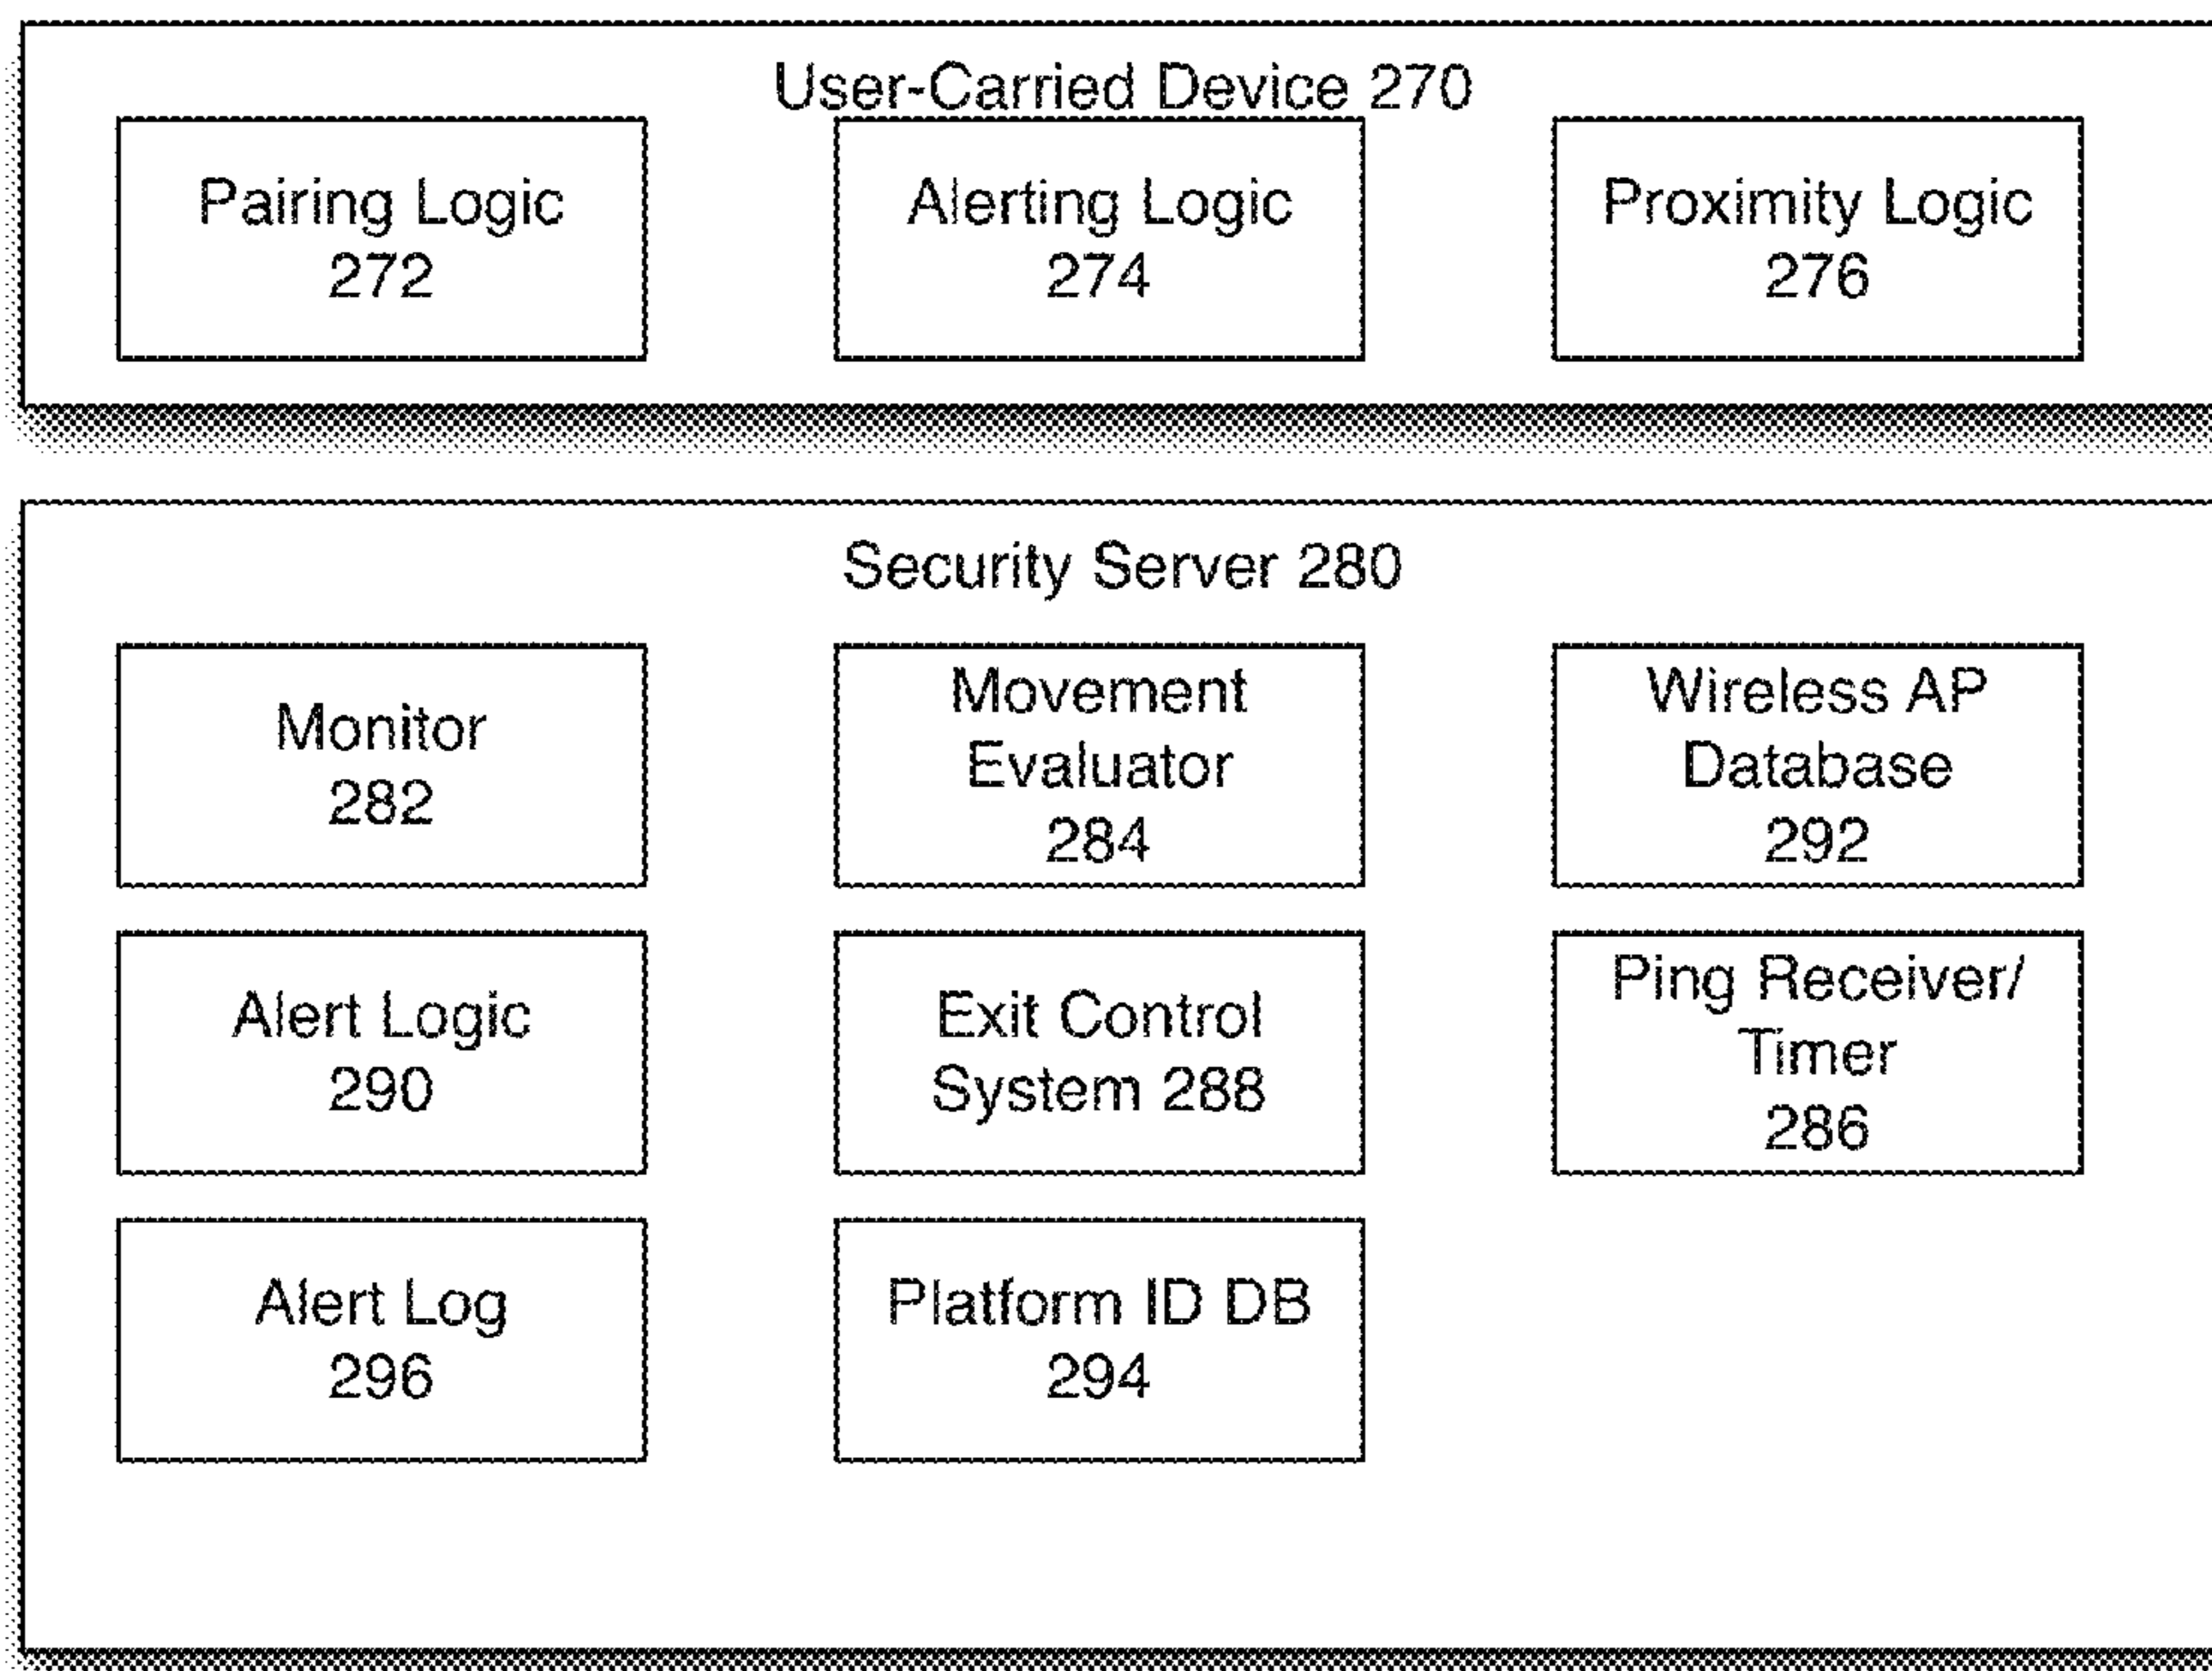 User-Carried Device 270
Pairing Logic
272
Alerting Logic
274
Proximity Logic
276
Security Server 280
Monitor
282
Movement
Evaluator
284
Wireless AP
Database
292
Alert Logic
290
Exit Control
System 288
Ping Receiver/
Timer
286
Alert Log
296
Platform ID DB
294